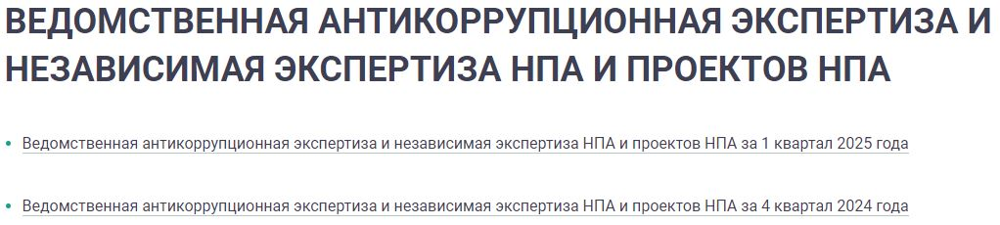 ВЕДОМСТВЕННАЯ АНТИКОРРУПЦИОННАЯ ЭКСПЕРТИЗА И
НЕЗАВИСИМАЯ ЭКСПЕРТИЗА НПА И ПРОЕКТОВ НПА
Ведомственная антикоррупционная экспертиза и независимая экспертиза НПА и проектов НПА за 1 квартал 2025 года
Ведомственная антикоррупционная экспертиза и независимая экспертиза НПА и проектов НПА за 4 квартал 2024 года